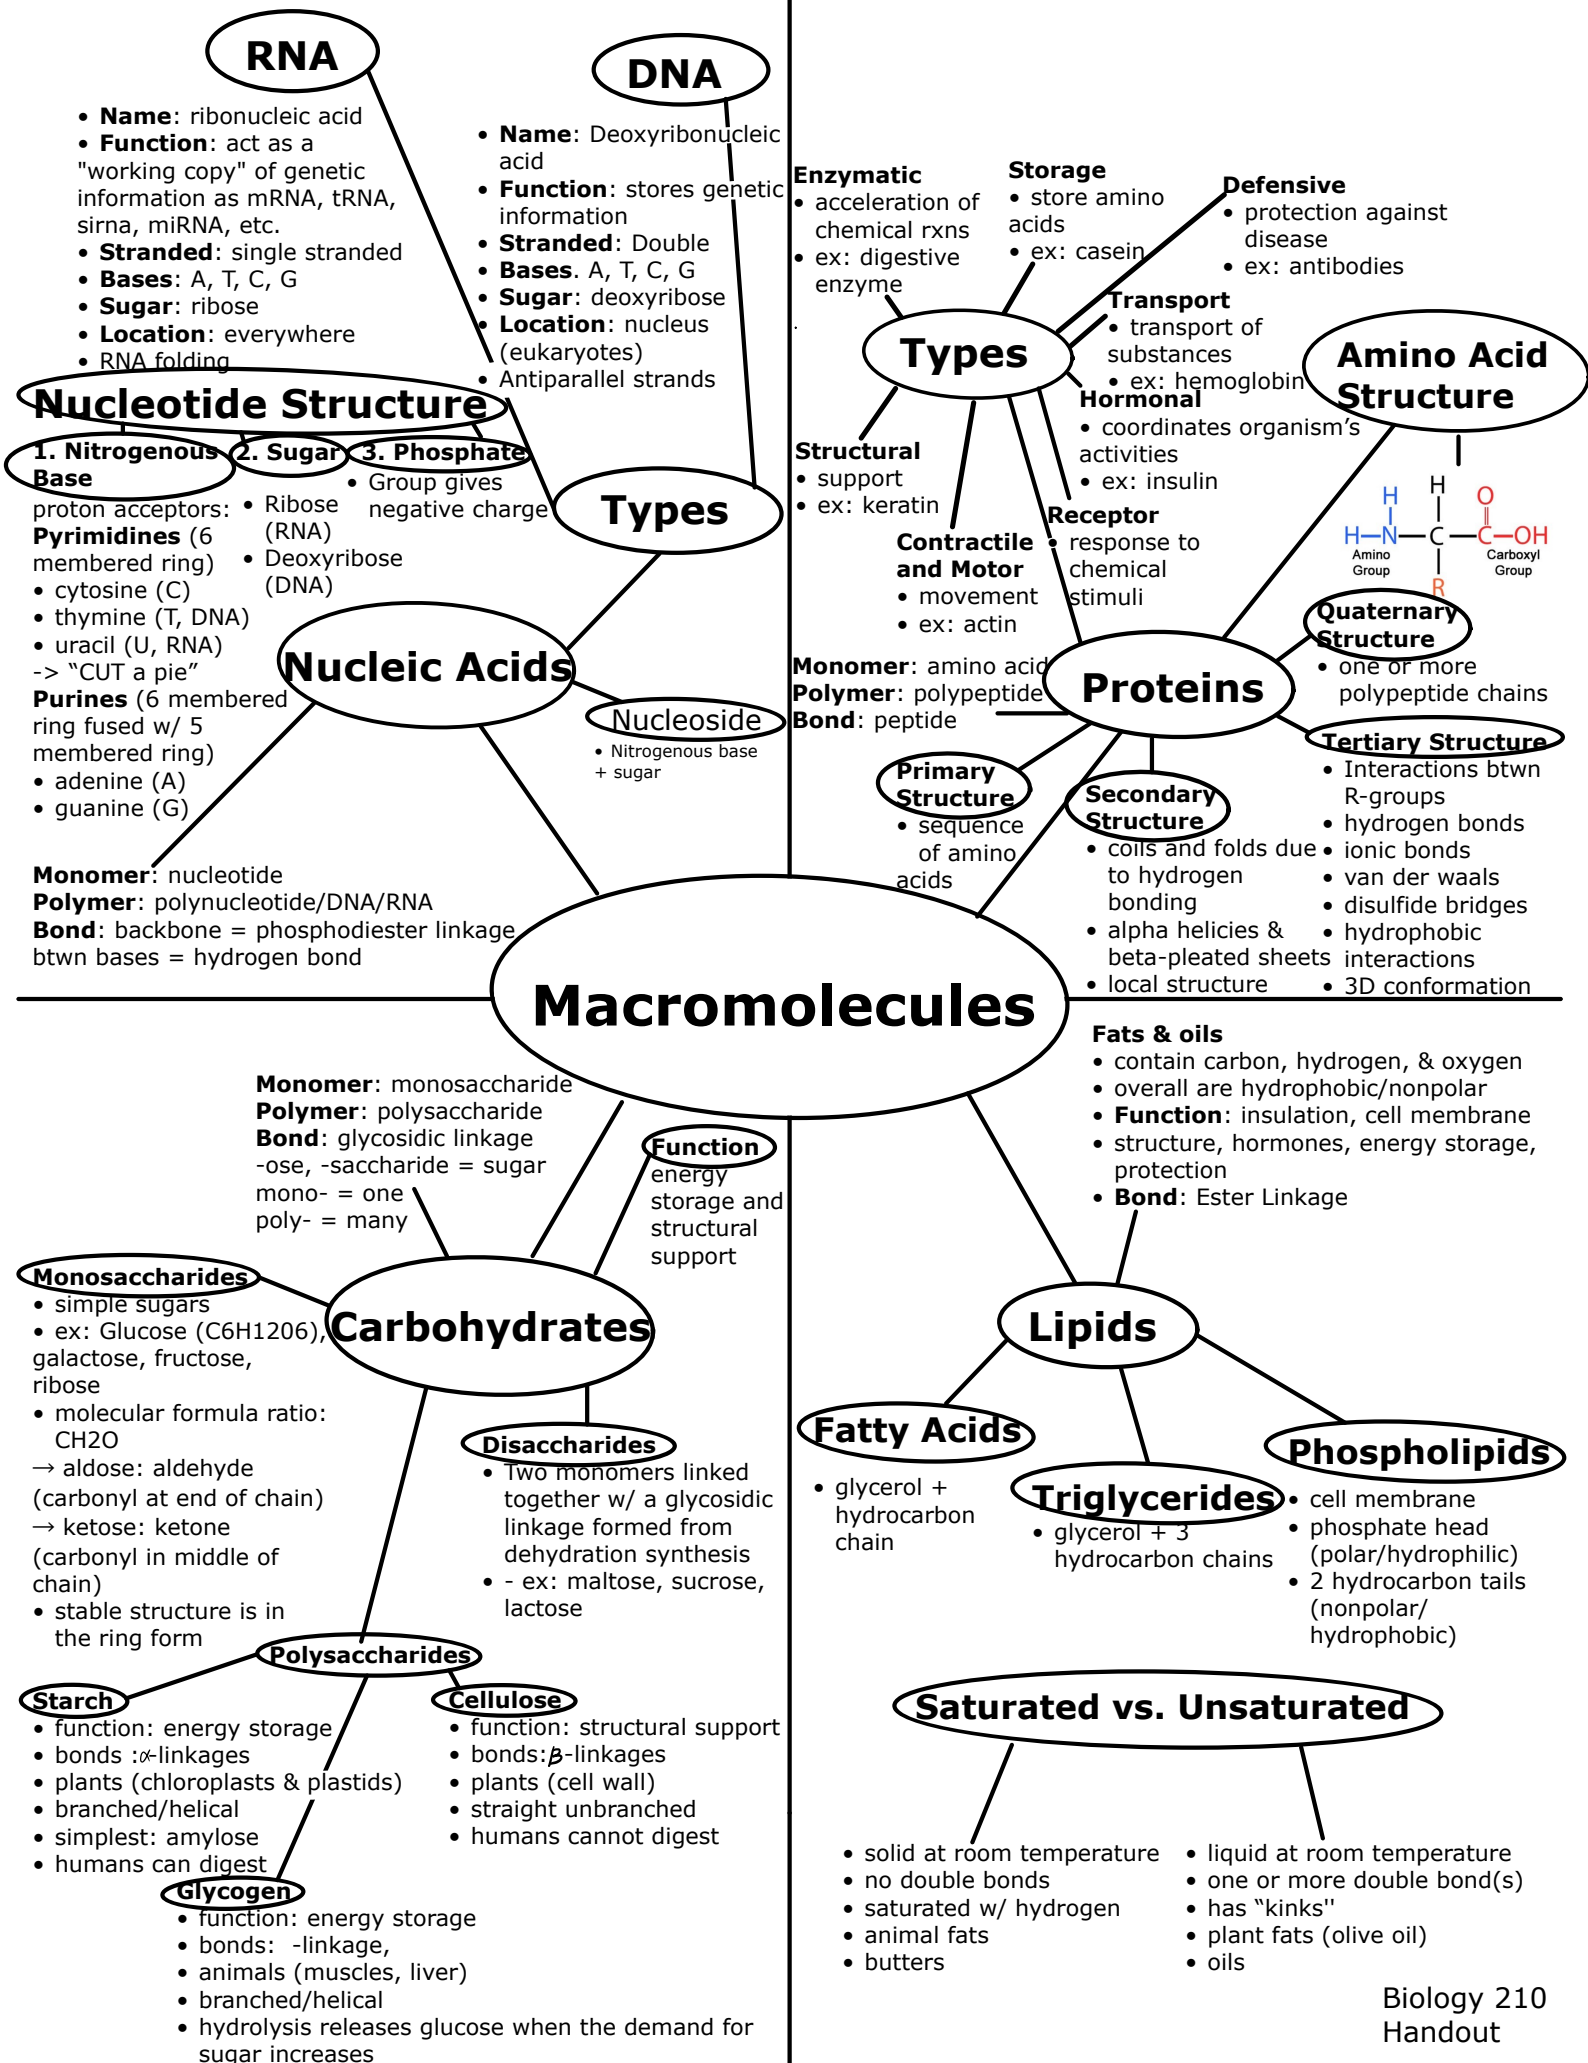 RNA
• Name: ribonucleic acid
• Function: act as a
"working copy" of genetic
information as mRNA, tRNA,
sirna, miRNA, etc.
• Stranded: single stranded
• Bases: A, T, C, G
• Sugar: ribose
• Location: everywhere
• RNA folding
DNA
• Name: Deoxyribonucleic
acid
• Function: stores genetic
information
• Stranded: Double
• Bases. A, T, C, G
• Sugar: deoxyribose
• Location: nucleus
(eukaryotes)
• Antiparallel strands
Nucleotide Structure
1. Nitrogenous
Base
proton acceptors:
Pyrimidines (6
membered ring)
• cytosine (C)
• thymine (T, DNA)
• uracil (U, RNA)
-> “CUT a pie”
Purines (6 membered
ring fused w/ 5
membered ring)
• adenine (A)
• guanine (G)
2. Sugar
• Ribose
(RNA)
• Deoxyribose
(DNA)
3. Phosphate
• Group gives
negative charge
Types
Nucleic Acids
Nucleoside
• Nitrogenous base
+ sugar
Monomer: nucleotide
Polymer: polynucleotide/DNA/RNA
Bond: backbone = phosphodiester linkage
btwn bases = hydrogen bond
Enzymatic
• acceleration of
chemical rxns
• ex: digestive
enzyme
Storage
• store amino
acids
• ex: casein
Defensive
• protection against
disease
• ex: antibodies
Transport
• transport of
substances
• ex: hemoglobin
Types
Hormonal
• coordinates organism’s
activities
• ex: insulin
Structural
• support
• ex: keratin
Contractile
and Motor
• movement
• ex: actin
Receptor
• response to
chemical
stimuli
Amino Acid
Structure
H H O
H—N—C—C—OH
Amino
Group
Carboxyl
Group
R
Monomer: amino acid
Polymer: polypeptide
Bond: peptide
Proteins
Quaternary
Structure
• one or more
polypeptide chains
Primary
Structure
• sequence
of amino
acids
Secondary
Structure
• coils and folds due
to hydrogen
bonding
• alpha helicies &
beta-pleated sheets
• local structure
Tertiary Structure
• Interactions btwn
R-groups
• hydrogen bonds
• ionic bonds
• van der waals
• disulfide bridges
• hydrophobic
interactions
• 3D conformation
Macromolecules
Monomer: monosaccharide
Polymer: polysaccharide
Bond: glycosidic linkage
-ose, -saccharide = sugar
mono- = one
poly- = many
Function
energy
storage and
structural
support
Carbohydrates
Monosaccharides
• simple sugars
• ex: Glucose (C6H1206),
galactose, fructose,
ribose
• molecular formula ratio:
CH2O
→ aldose: aldehyde
(carbonyl at end of chain)
→ ketose: ketone
(carbonyl in middle of
chain)
• stable structure is in
the ring form
Disaccharides
• Two monomers linked
together w/ a glycosidic
linkage formed from
dehydration synthesis
• - ex: maltose, sucrose,
lactose
Polysaccharides
Starch
• function: energy storage
• bonds :α-linkages
• plants (chloroplasts & plastids)
• branched/helical
• simplest: amylose
• humans can digest
Cellulose
• function: structural support
• bonds:β-linkages
• plants (cell wall)
• straight unbranched
• humans cannot digest
Glycogen
• function: energy storage
• bonds: -linkage,
• animals (muscles, liver)
• branched/helical
• hydrolysis releases glucose when the demand for
sugar increases
Fats & oils
• contain carbon, hydrogen, & oxygen
• overall are hydrophobic/nonpolar
• Function: insulation, cell membrane
• structure, hormones, energy storage,
protection
• Bond: Ester Linkage
Lipids
Fatty Acids
• glycerol +
hydrocarbon
chain
Triglycerides
• glycerol + 3
hydrocarbon chains
Phospholipids
• cell membrane
• phosphate head
(polar/hydrophilic)
• 2 hydrocarbon tails
(nonpolar/
hydrophobic)
Saturated vs. Unsaturated
• solid at room temperature
• no double bonds
• saturated w/ hydrogen
• animal fats
• butters
• liquid at room temperature
• one or more double bond(s)
• has “kinks''
• plant fats (olive oil)
• oils
Biology 210
Handout